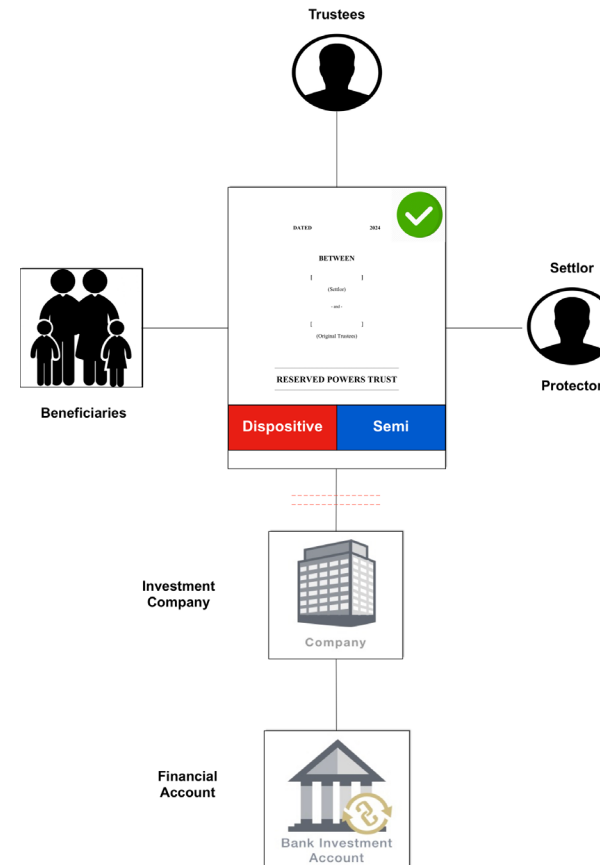 Trustees
DATED 2024
BETWEEN
[ ]
(Settlor)
- and -
[ ]
(Original Trustees)
RESERVED POWERS TRUST
Dispositive Semi
Settlor
Protector
Beneficiaries
Investment
Company
Company
Financial
Account
Bank Investment
Account